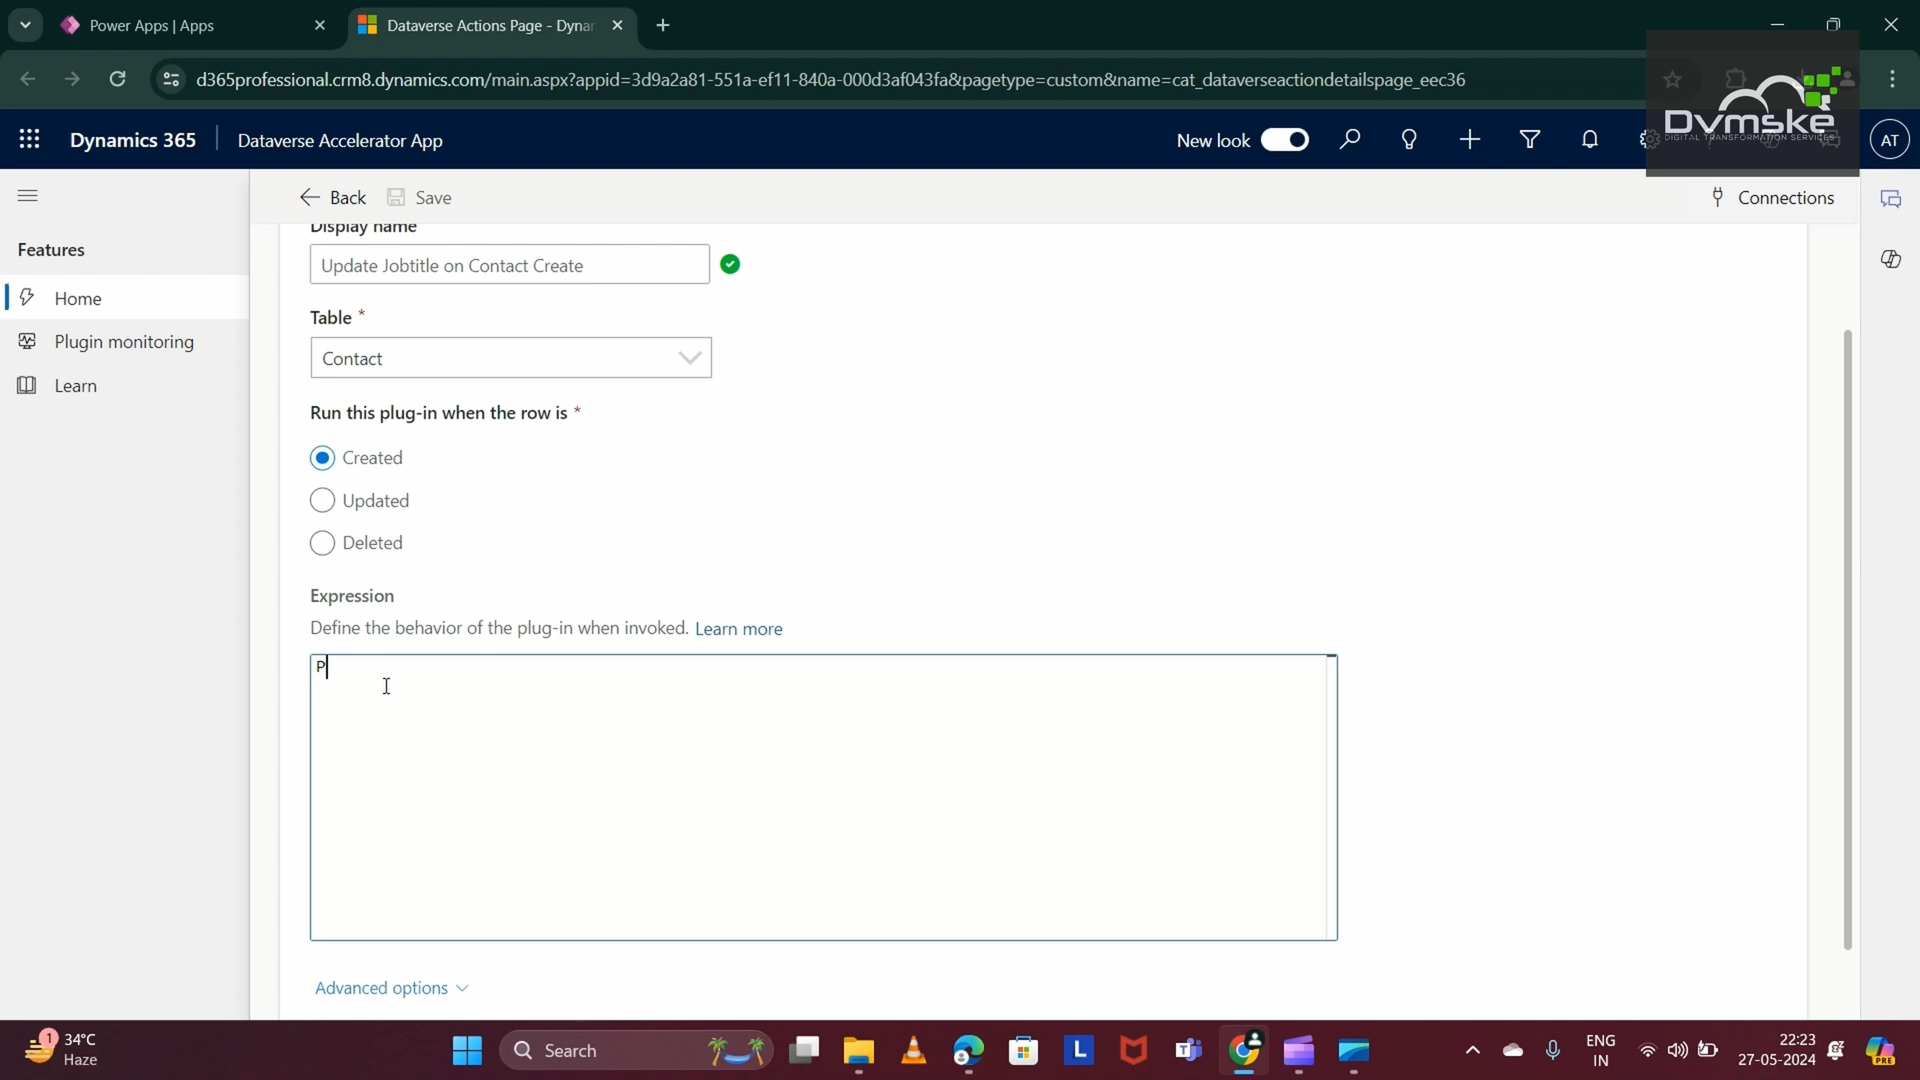 Power Apps | Apps
Dataverse Actions Page - Dynar
d365professional.crm8.dynamics.com/main.aspx?appid=3d9a2a81-551a-ef11-840a-000d3af043fa&pagetype=custom&name=cat_dataverseactiondetailspage_eec36
Dvmske
DIGITAL TRANSFORMATION SERVICES
Dynamics 365
Dataverse Accelerator App
New look
AT
Back
Save
Connections
Features
Home
Plugin monitoring
Learn
Display name
Update Jobtitle on Contact Create
Table *
Contact
Run this plug-in when the row is *
Created
Updated
Deleted
Expression
Define the behavior of the plug-in when invoked. Learn more
P
Advanced options
1
34°C
Haze
Search
L
ENG
IN
22:23
27-05-2024
PRE